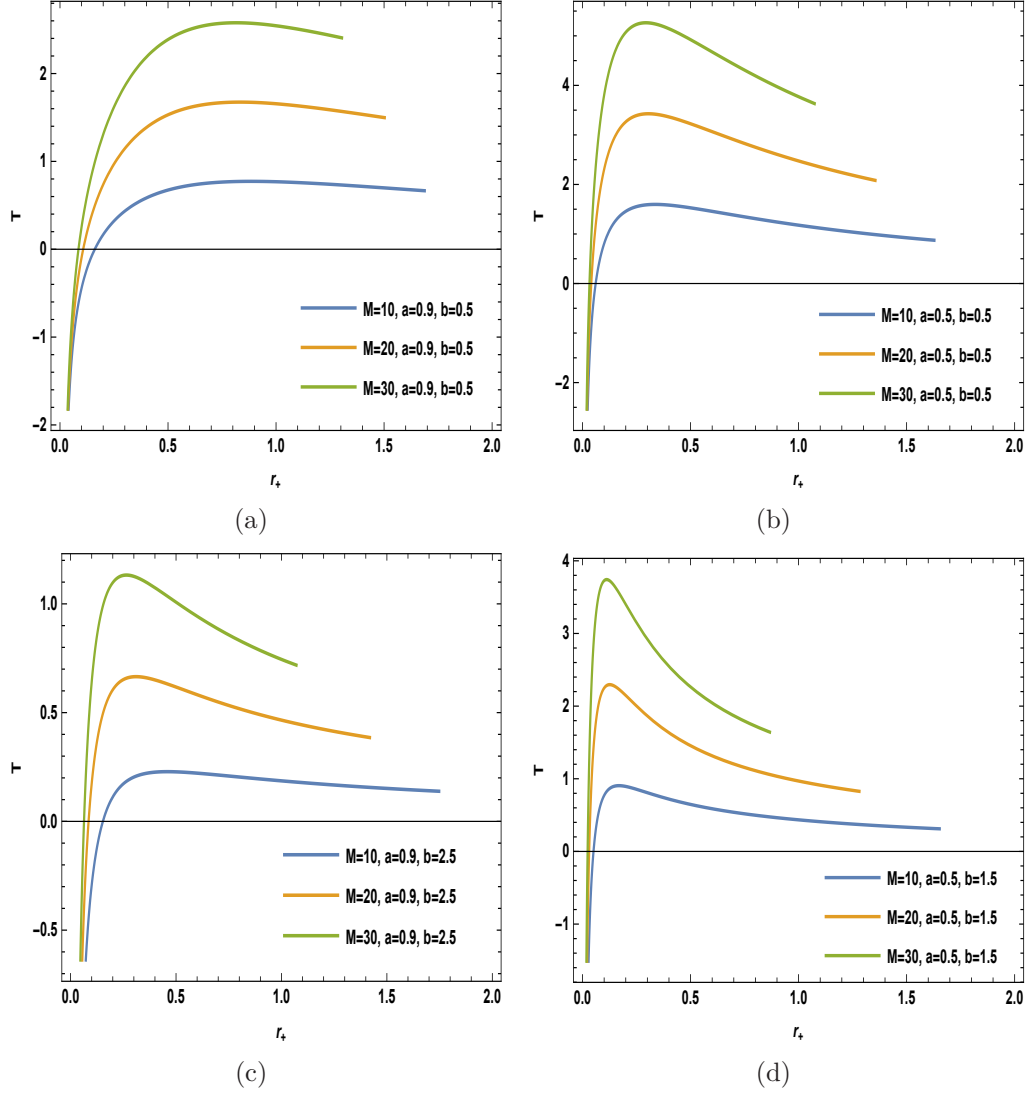 2
1
0
−1
−2
T
0.0 0.5 1.0 1.5 2.0
r+
M=10, a=0.9, b=0.5
M=20, a=0.9, b=0.5
M=30, a=0.9, b=0.5
(a)
4
2
0
−2
T
0.0 0.5 1.0 1.5 2.0
r+
M=10, a=0.5, b=0.5
M=20, a=0.5, b=0.5
M=30, a=0.5, b=0.5
(b)
1.0
0.5
0.0
−0.5
T
0.0 0.5 1.0 1.5 2.0
r+
M=10, a=0.9, b=2.5
M=20, a=0.9, b=2.5
M=30, a=0.9, b=2.5
(c)
4
3
2
1
0
−1
T
0.0 0.5 1.0 1.5 2.0
r+
M=10, a=0.5, b=1.5
M=20, a=0.5, b=1.5
M=30, a=0.5, b=1.5
(d)